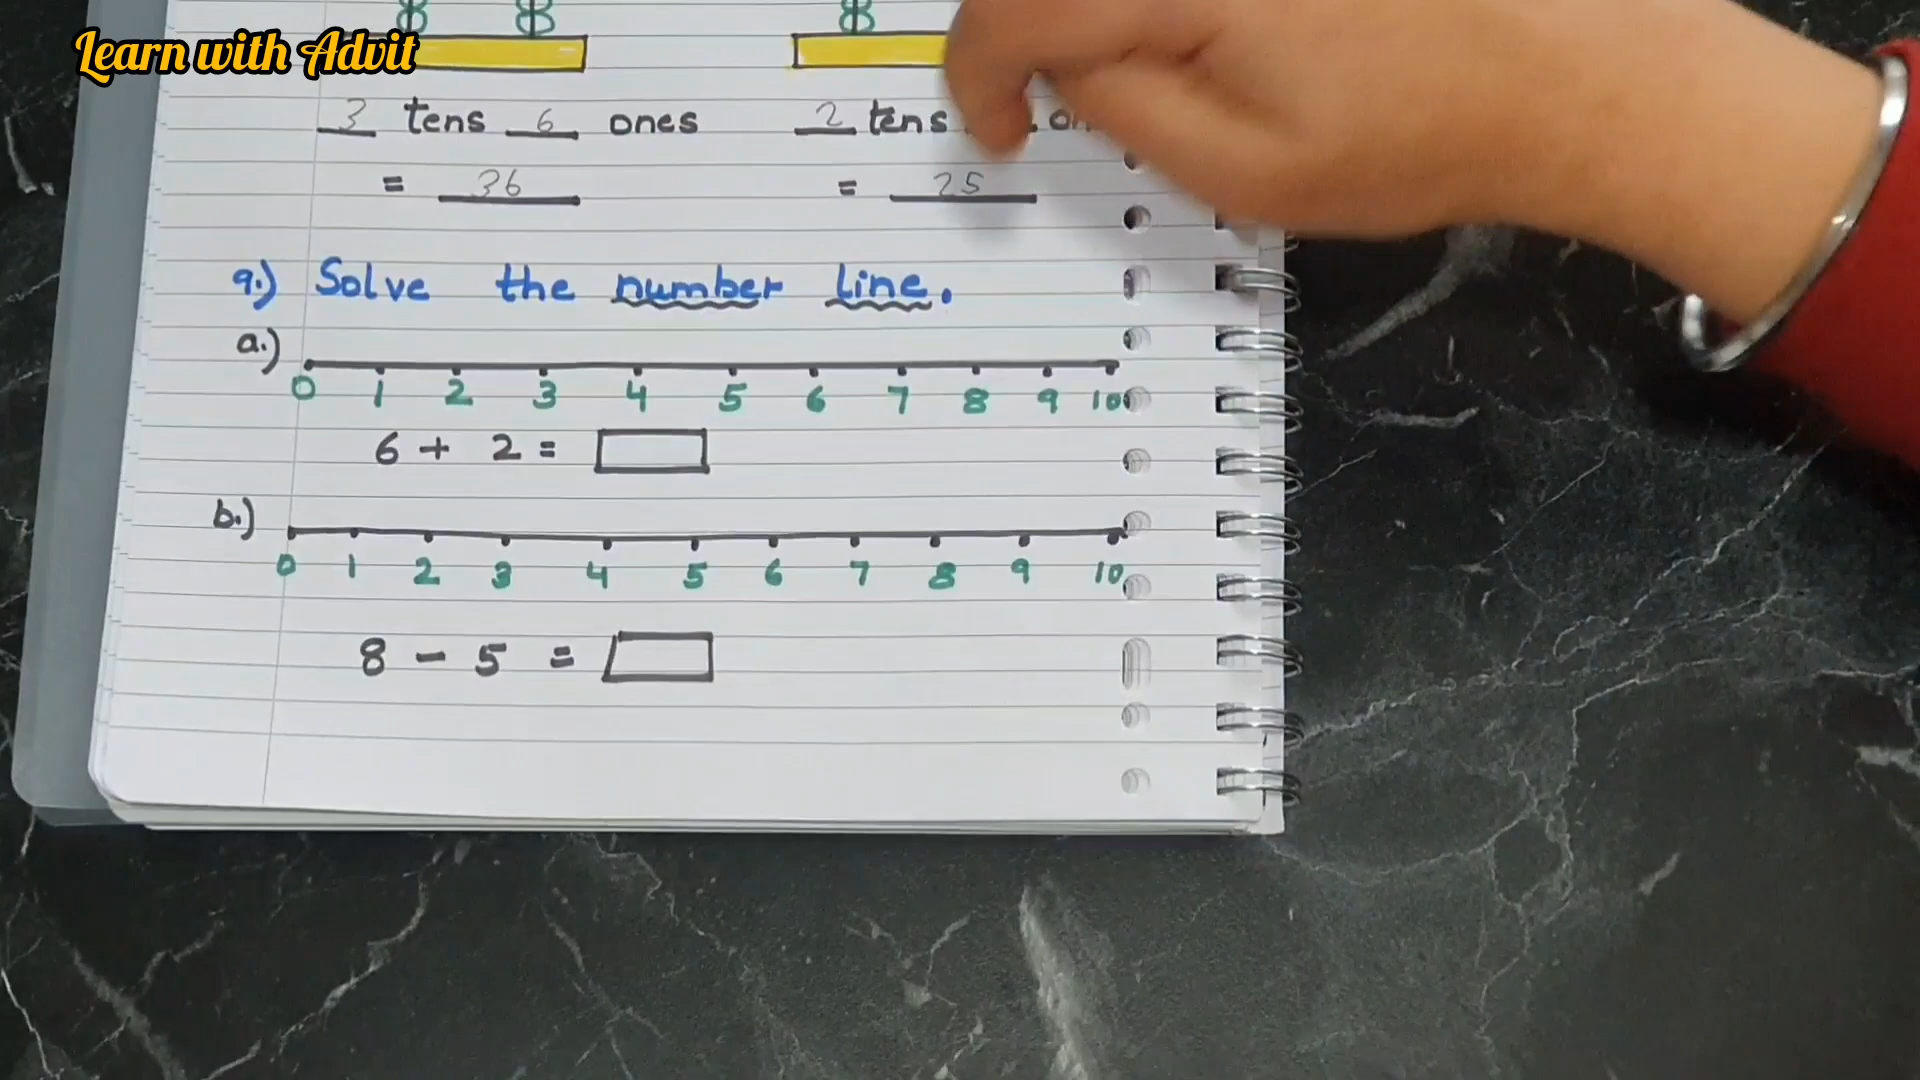 Learn with Advit
3 tens 6 ones
2 tens
= 36
= 25
9.) Solve the number line.
a.)
0 1 2 3 4 5 6 7 8 9 10
6 + 2 =
b.)
0 1 2 3 4 5 6 7 8 9 10
8 - 5 =